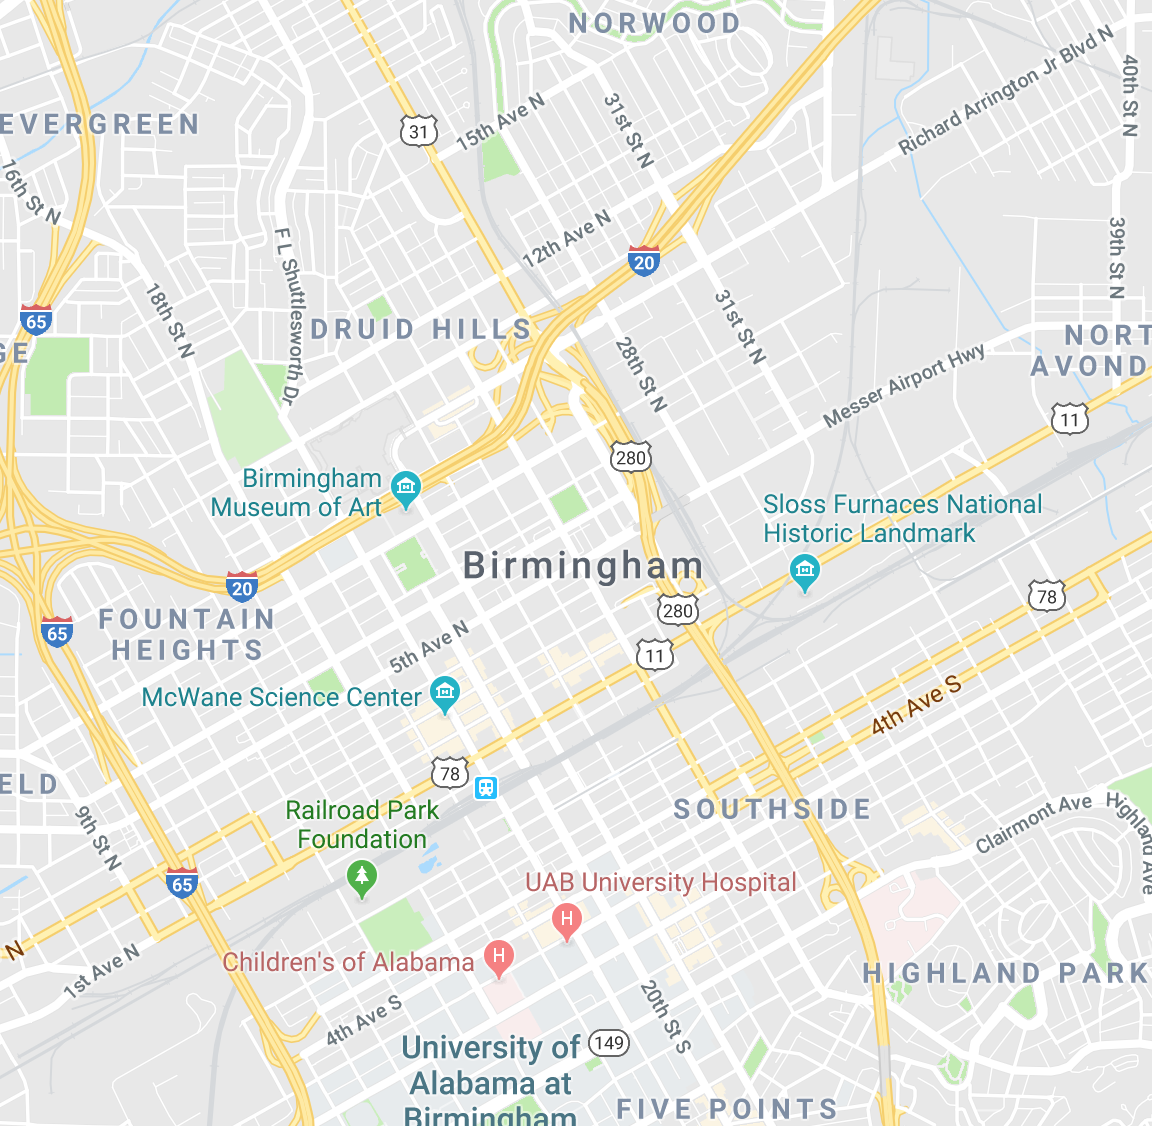 NORWOOD
EVERGREEN
31
15th Ave N
31st St N
Richard Arrington Jr Blvd N
40th St N
16th St N
F L Shuttlesworth Dr
12th Ave N
20
39th St N
65
18th St N
DRUID HILLS
31st St N
28th St N
NORT
AVOND
GE
Messer Airport Hwy
11
280
Birmingham
Museum of Art
Sloss Furnaces National
Historic Landmark
Birmingham
20
280
78
FOUNTAIN
HEIGHTS
65
5th Ave N
11
McWane Science Center
4th Ave S
78
ELD
9th St N
Railroad Park
Foundation
SOUTHSIDE
Clairmont Ave
Highland Ave
65
UAB University Hospital
H
N
1st Ave N
Children's of Alabama
H
HIGHLAND PARK
4th Ave S
20th St S
University of
Alabama at
Birmingham
149
FIVE POINTS